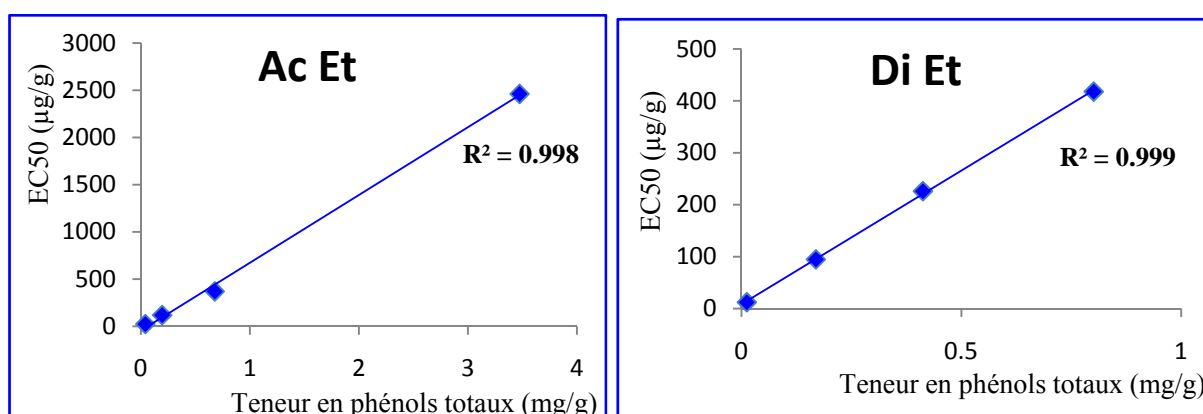 Ac Et
EC50 (µg/g)
3000
2500
2000
1500
1000
500
0
R² = 0.998
0 1 2 3 4
Teneur en phénols totaux (mg/g)
Di Et
EC50 (µg/g)
500
400
300
200
100
0
R² = 0.999
0 0.5 1
Teneur en phénols totaux (mg/g)